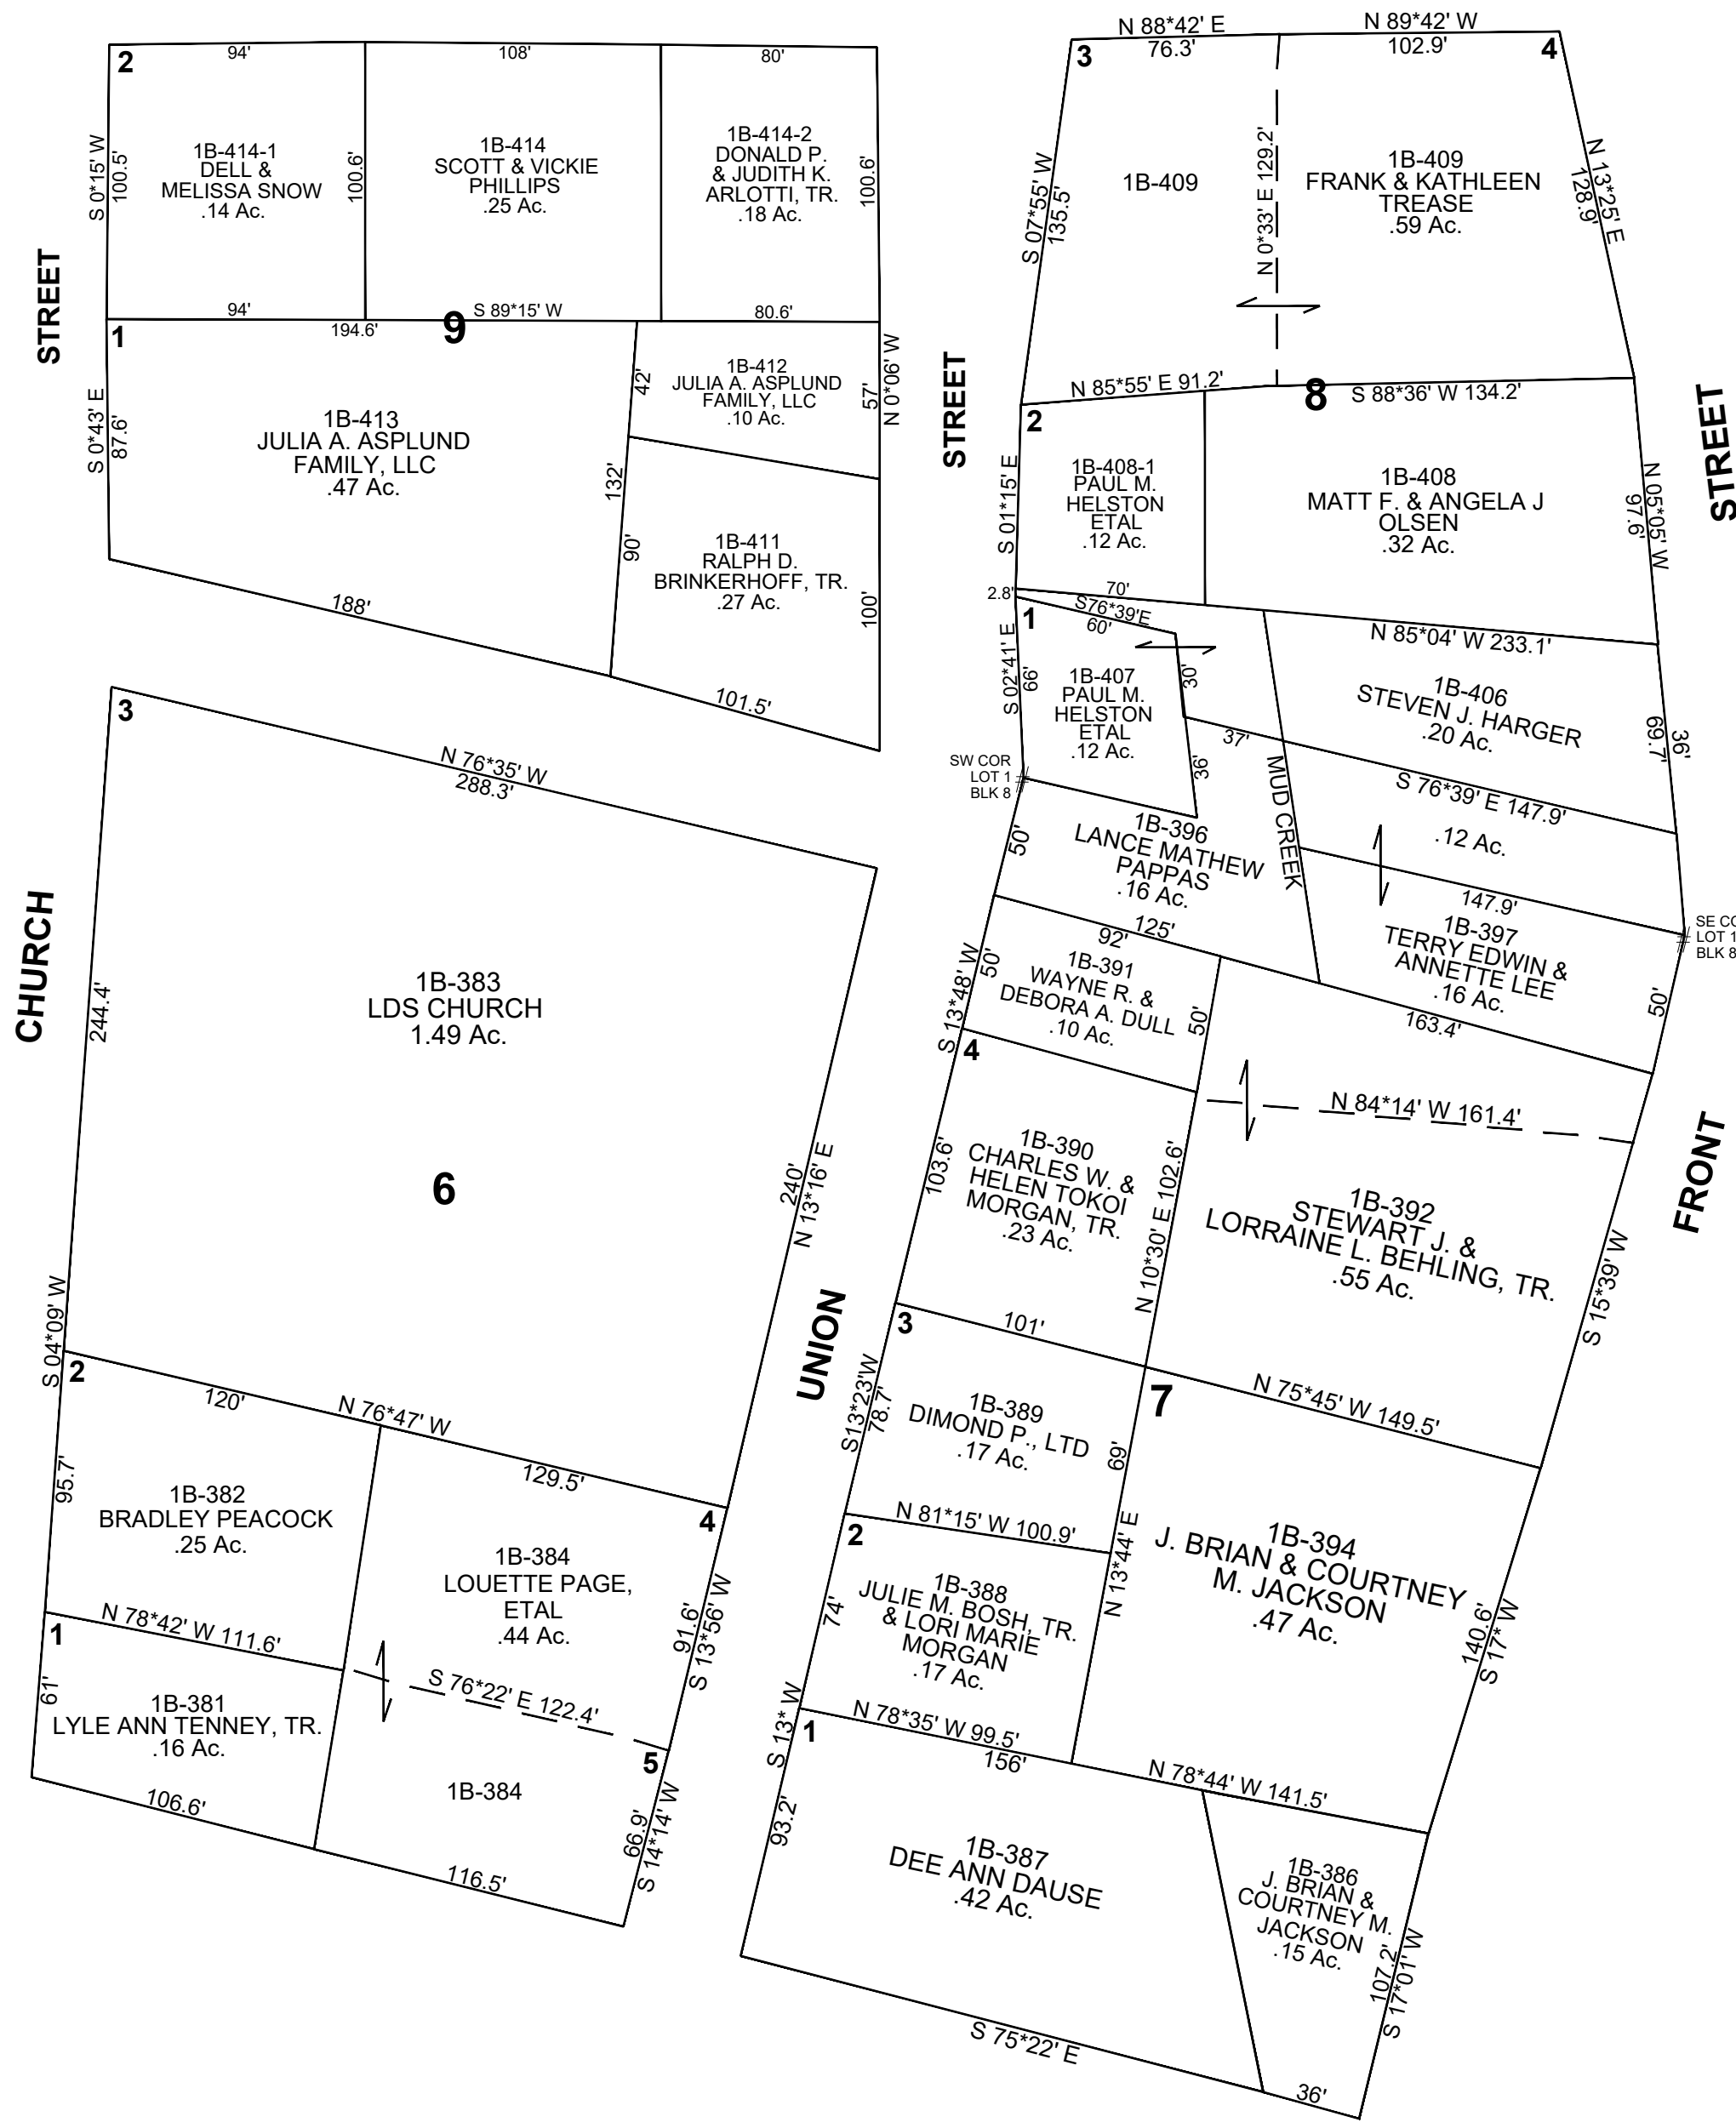 2
94'
108'
80'
S 0*15' W
100.5'
1B-414-1
DELL &
MELISSA SNOW
.14 Ac.
100.6'
1B-414
SCOTT & VICKIE
PHILLIPS
.25 Ac.
1B-414-2
DONALD P.
& JUDITH K.
ARLOTTI, TR.
.18 Ac.
100.6'
STREET
94'
S 89*15' W
80.6'
1
194.6'
9
S 0*43' E
87.6'
1B-413
JULIA A. ASPLUND
FAMILY, LLC
.47 Ac.
42'
1B-412
JULIA A. ASPLUND
FAMILY, LLC
.10 Ac.
57'
N 0*06' W
132'
90'
1B-411
RALPH D.
BRINKERHOFF, TR.
.27 Ac.
100'
188'
101.5'
N 88*42' E
76.3'
N 89*42' W
102.9'
3
4
S 07*55' W
135.5'
1B-409
N 0*33' E 129.2'
1B-409
FRANK & KATHLEEN
TREASE
.59 Ac.
N 13*25' E
128.9'
STREET
N 85*55' E 91.2'
8
S 88*36' W 134.2'
STREET
2
S 01*15' E
1B-408-1
PAUL M.
HELSTON
ETAL
.12 Ac.
1B-408
MATT F. & ANGELA J
OLSEN
.32 Ac.
N 05*05' W
97.6'
2.8'
70'
S76*39'E
60'
1
N 85*04' W 233.1'
S 02*41' E
66'
1B-407
PAUL M.
HELSTON
ETAL
.12 Ac.
30'
36'
37'
1B-406
STEVEN J. HARGER
.20 Ac.
69.7'
36'
SW COR
LOT 1
BLK 8
MUD CREEK
S 76*39' E 147.9'
.12 Ac.
50'
1B-396
LANCE MATHEW
PAPPAS
.16 Ac.
147.9'
1B-397
TERRY EDWIN &
ANNETTE LEE
.16 Ac.
SE CO
LOT 1
BLK 8
50'
125'
92'
163.4'
3
N 76*35' W
288.3'
CHURCH
244.4'
1B-383
LDS CHURCH
1.49 Ac.
6
240'
N 13*16' E
UNION
S 04*09' W
2
120'
N 76*47' W
129.5'
4
95.7'
1B-382
BRADLEY PEACOCK
.25 Ac.
1B-384
LOUETTE PAGE,
ETAL
.44 Ac.
91.6'
S 13*56' W
1
N 78*42' W 111.6'
61'
1B-381
LYLE ANN TENNEY, TR.
.16 Ac.
S 76*22' E 122.4'
5
1B-384
66.9'
S 14*14' W
106.6'
116.5'
S 13*48' W
50'
1B-391
WAYNE R. &
DEBORA A. DULL
.10 Ac.
50'
4
N 84*14' W 161.4'
103.6'
1B-390
CHARLES W. &
HELEN TOKOI
MORGAN, TR.
.23 Ac.
N 10*30' E 102.6'
1B-392
STEWART J. &
LORRAINE L. BEHLING, TR.
.55 Ac.
FRONT
S 15*39' W
3
101'
7
N 75*45' W 149.5'
S13*23'W
78.7'
1B-389
DIMOND P., LTD
.17 Ac.
69'
2
N 81*15' W 100.9'
74'
1B-388
JULIE M. BOSH, TR.
& LORI MARIE
MORGAN
.17 Ac.
N 13*44' E
1B-394
J. BRIAN & COURTNEY
M. JACKSON
.47 Ac.
140.6'
S 17* W
S 13* W
1
N 78*35' W 99.5'
156'
N 78*44' W 141.5'
93.2'
1B-387
DEE ANN DAUSE
.42 Ac.
1B-386
J. BRIAN &
COURTNEY M.
JACKSON
.15 Ac.
107.2'
S 17*01' W
S 75*22' E
36'